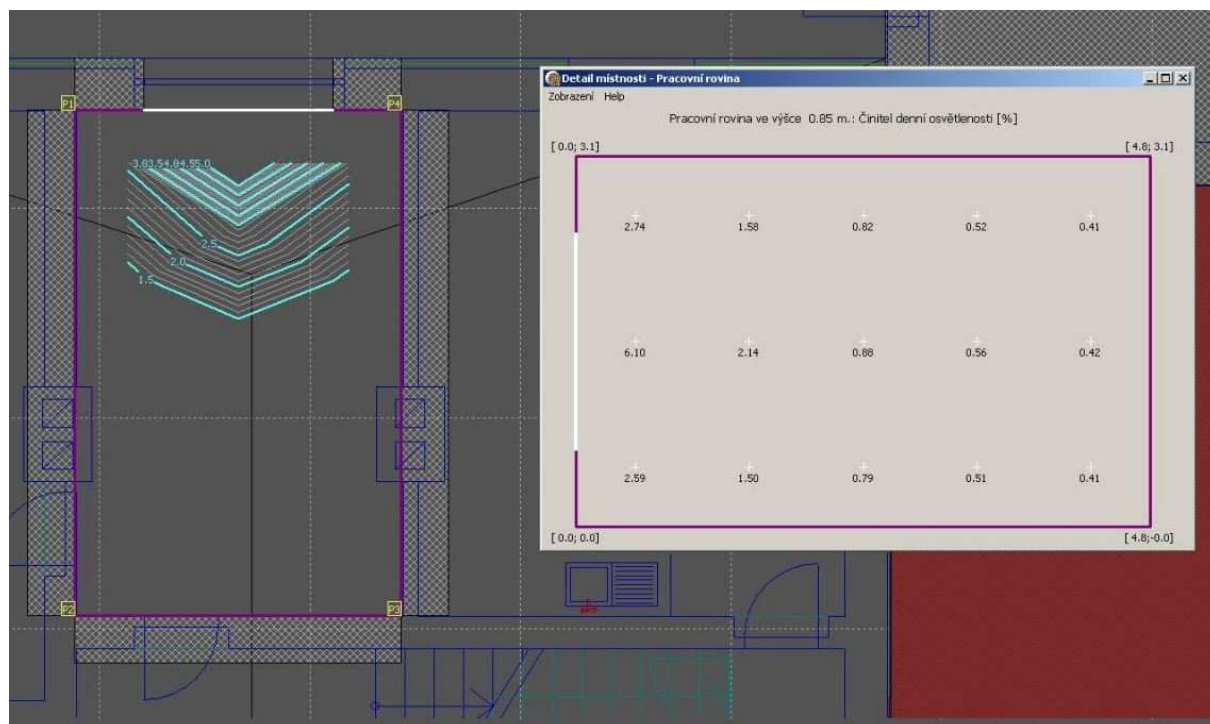 P1
P4
3.03.54.04.55.0
2.5
2.0
1.5
P2
P3
Detail místnosti - Pracovní rovina
Zobrazení Help
Pracovní rovina ve výšce 0.85 m.: Činitel denní osvětlenosti [%]
[ 0.0; 3.1] [ 4.8; 3.1]
2.74 1.58 0.82 0.52 0.41
6.10 2.14 0.88 0.56 0.42
2.59 1.50 0.79 0.51 0.41
[ 0.0; 0.0] [ 4.8;-0.0]